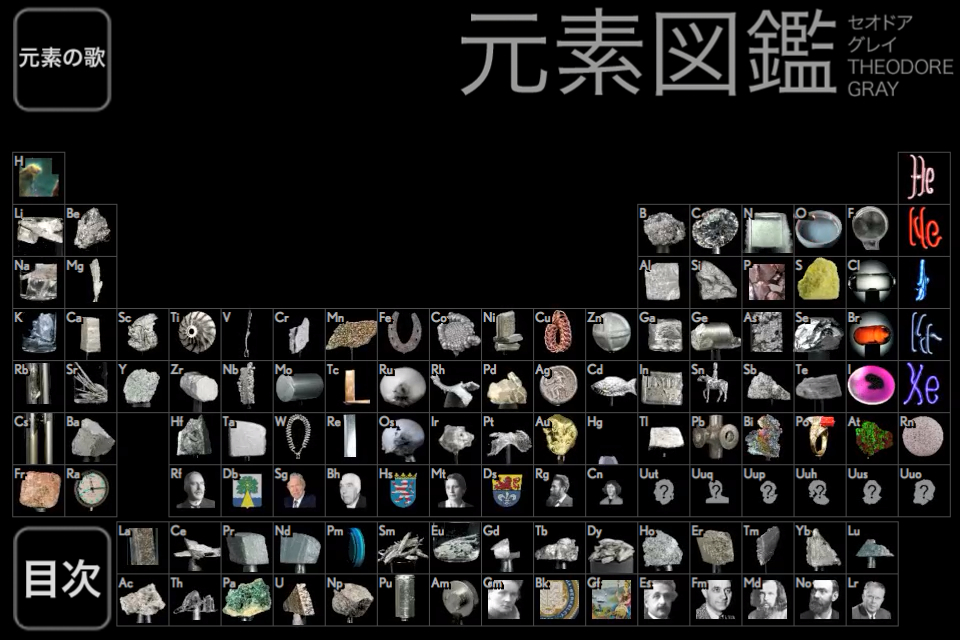 元素の歌
元素図鑑
セオドア
グレイ
THEODORE
GRAY
H He
Li Be B C N O F Ne
Na Mg Al Si P S Cl
K Ca Sc Ti V Cr Mn Fe Co Ni Cu Zn Ga Ge As Se Br Kr
Rb Sr Y Zr Nb Mo Tc Ru Rh Pd Ag Cd In Sn Sb Te I Xe
Cs Ba Hf Ta W Re Os Ir Pt Au Hg Tl Pb Bi Po At Rn
Fr Ra Rf Db Sg Bh Hs Mt Ds Rg Cn Uut Uuq Uup Uuh Uus Uuo
La Ce Pr Nd Pm Sm Eu Gd Tb Dy Ho Er Tm Yb Lu
目次
Ac Th Pa U Np Pu Am Cm Bk Cf Es Fm Md No Lr